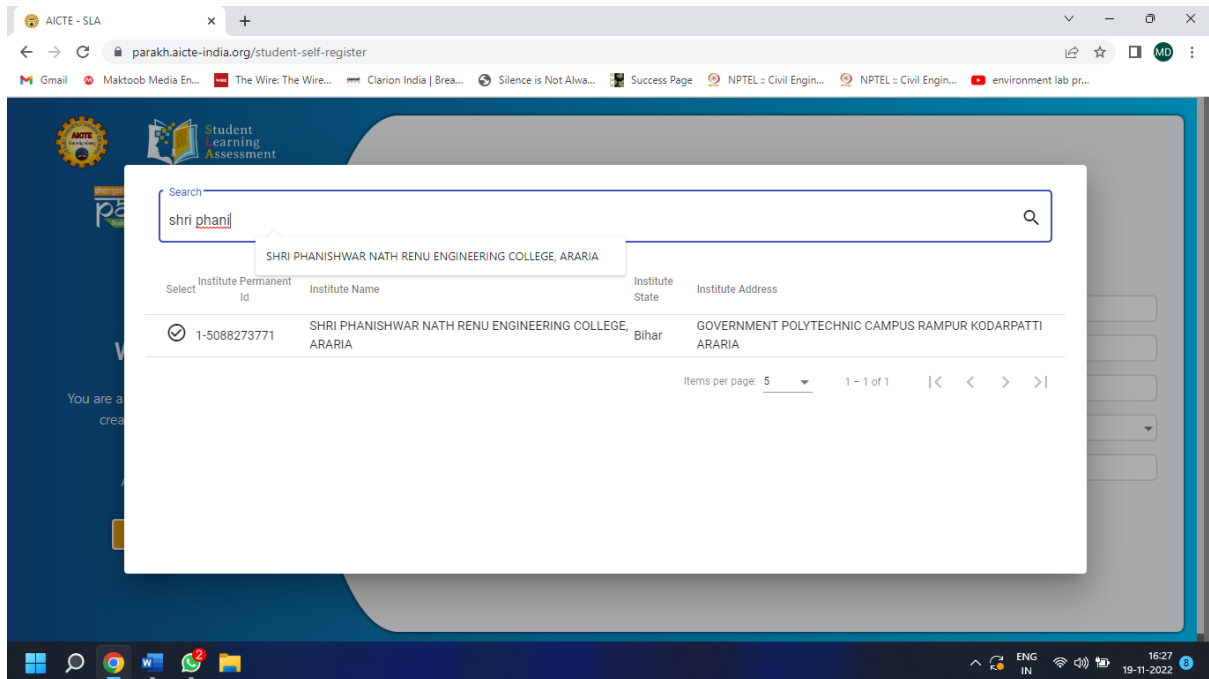 AICTE - SLA
parakh.aicte-india.org/student-self-register
MD
Gmail Maktoob Media En... The Wire: The Wire... Clarion India | Brea... Silence is Not Alwa... Success Page NPTEL :: Civil Engin... NPTEL :: Civil Engin... environment lab pr...
AICTE
Student
Learning
Assessment
Search
shri phani
SHRI PHANISHWAR NATH RENU ENGINEERING COLLEGE, ARARIA
Select Institute Permanent Id Institute Name Institute State Institute Address
1-5088273771 SHRI PHANISHWAR NATH RENU ENGINEERING COLLEGE, Bihar GOVERNMENT POLYTECHNIC CAMPUS RAMPUR KODARPATTI
ARARIA ARARIA
Items per page: 5 1 – 1 of 1
You are a
crea
ENG
IN
16:27
19-11-2022
8
2